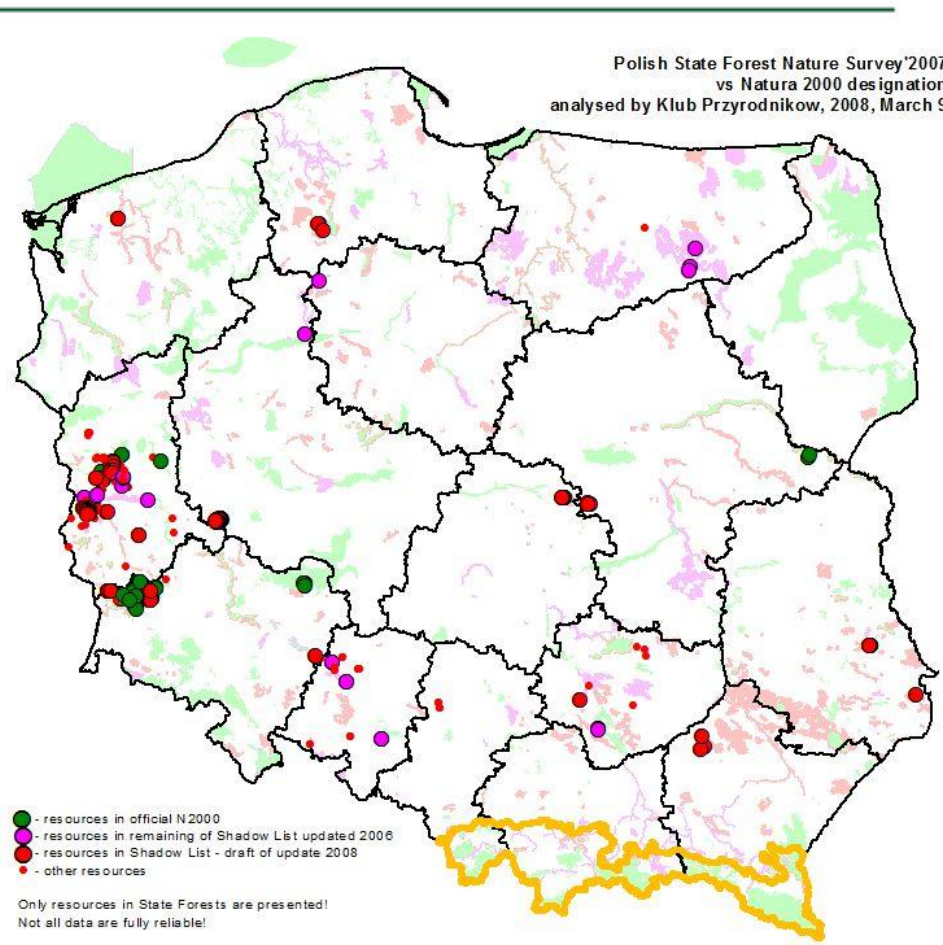 Polish State Forest Nature Survey'2007
vs Natura 2000 designation
analysed by Klub Przyrodnikow, 2008, March 9
- resources in official N2000
- resources in remaining of Shadow List updated 2006
- resources in Shadow List - draft of update 2008
- other resources
Only resources in State Forests are presented!
Not all data are fully reliable!